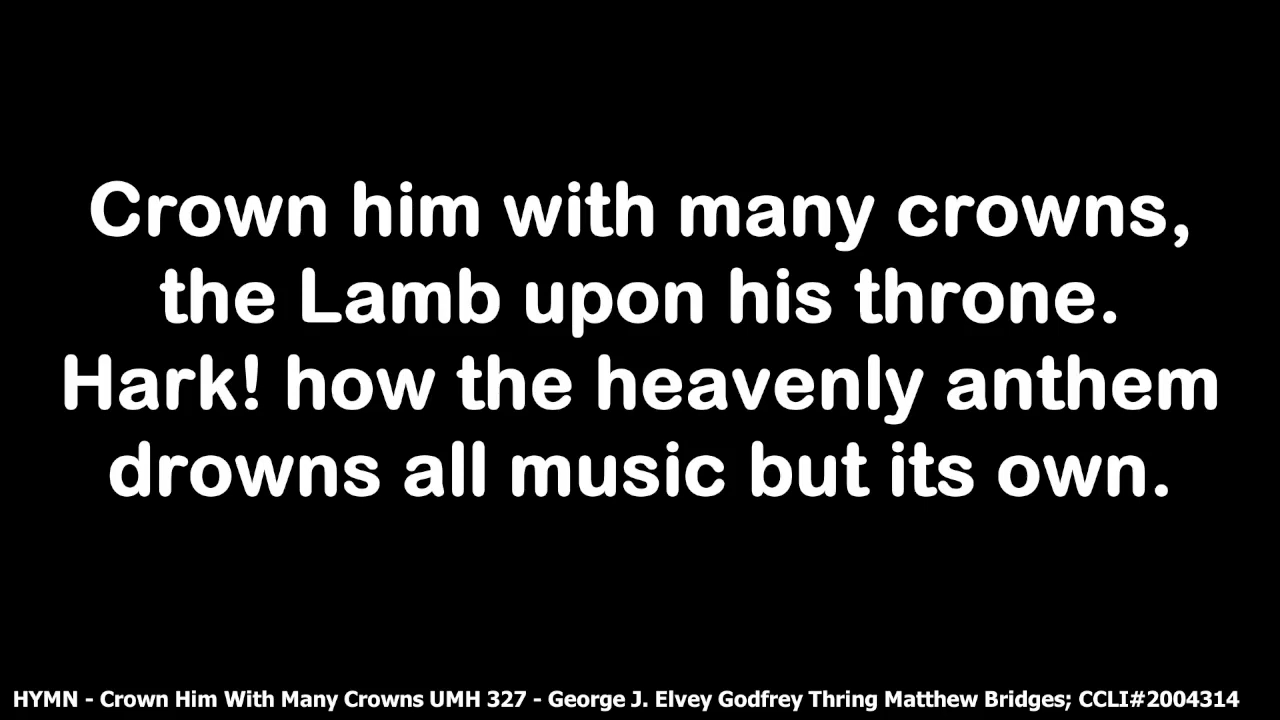 Crown him with many crowns,
the Lamb upon his throne.
Hark! how the heavenly anthem
drowns all music but its own.
HYMN - Crown Him With Many Crowns UMH 327 - George J. Elvey Godfrey Thring Matthew Bridges; CCLI#2004314